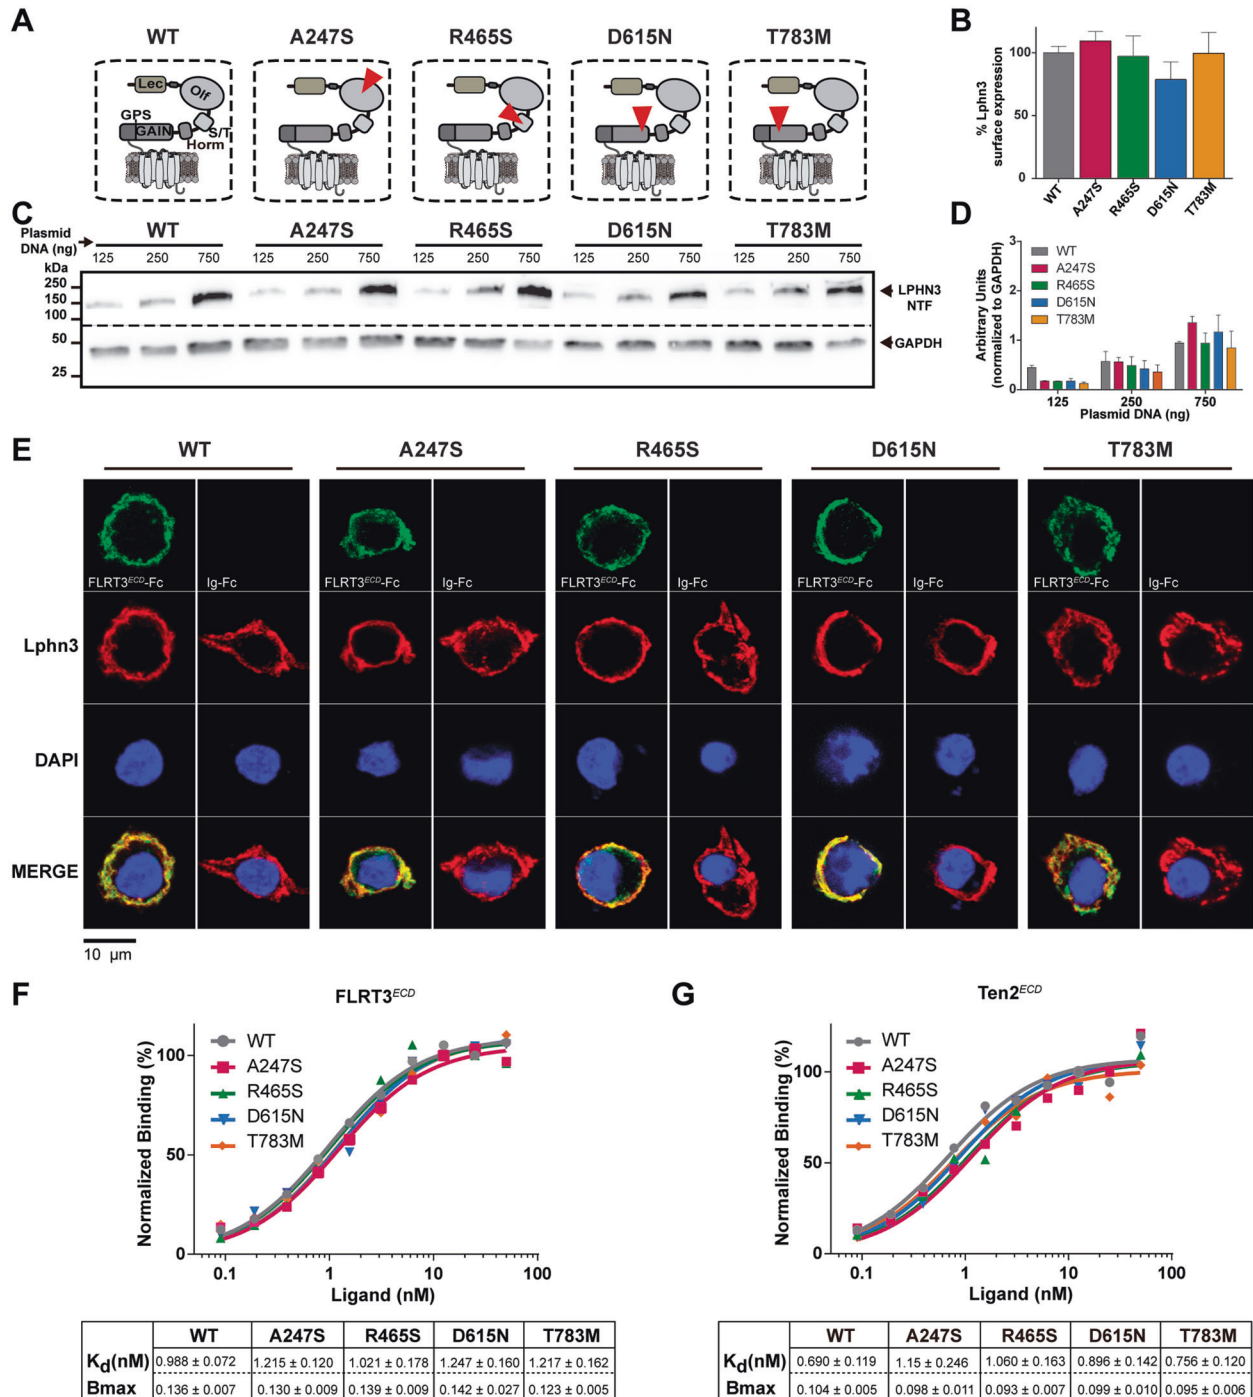 A
WT
A247S
R465S
D615N
T783M
Lec
Olf
GPS
GAIN
S/T
Horm
B
% Lphn3
surface expression
100
50
0
WT
A247S
R465S
D615N
T783M
C
Plasmid
DNA (ng)
WT
A247S
R465S
D615N
T783M
125 250 750 125 250 750 125 250 750 125 250 750 125 250 750
kDa
250
150
100
50
25
LPHN3
NTF
GAPDH
D
Arbitrary Units
(normalized to GAPDH)
3
2
1
0
WT
A247S
R465S
D615N
T783M
125 250 750
Plasmid DNA (ng)
E
WT
A247S
R465S
D615N
T783M
FLRT3ECD-Fc Ig-Fc FLRT3ECD-Fc Ig-Fc FLRT3ECD-Fc Ig-Fc FLRT3ECD-Fc Ig-Fc FLRT3ECD-Fc Ig-Fc
Lphn3
DAPI
MERGE
10 µm
F
FLRT3ECD
Normalized Binding (%)
100
50
0
WT
A247S
R465S
D615N
T783M
0.1 1 10 100
Ligand (nM)
WT A247S R465S D615N T783M
Kd(nM) 0.988 ± 0.072 1.215 ± 0.120 1.021 ± 0.178 1.247 ± 0.160 1.217 ± 0.162
Bmax 0.136 ± 0.007 0.130 ± 0.009 0.139 ± 0.009 0.142 ± 0.027 0.123 ± 0.005
G
Ten2ECD
Normalized Binding (%)
100
50
0
WT
A247S
R465S
D615N
T783M
0.1 1 10 100
Ligand (nM)
WT A247S R465S D615N T783M
Kd(nM) 0.690 ± 0.119 1.15 ± 0.246 1.060 ± 0.163 0.896 ± 0.142 0.756 ± 0.120
Bmax 0.104 ± 0.005 0.098 ± 0.011 0.093 ± 0.007 0.099 ± 0.010 0.095 ± 0.006